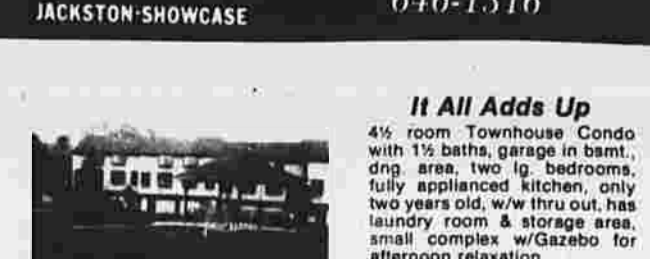 JACKSTON-SHOWCASE
646-1316
It All Adds Up
4½ room Townhouse Condo
with 1½ baths, garage in bsmt.,
dng. area, two lg. bedrooms,
fully applianced kitchen, only
two years old, w/w thru out, has
laundry room & storage area,
small complex w/Gazebo for
afternoon relaxation